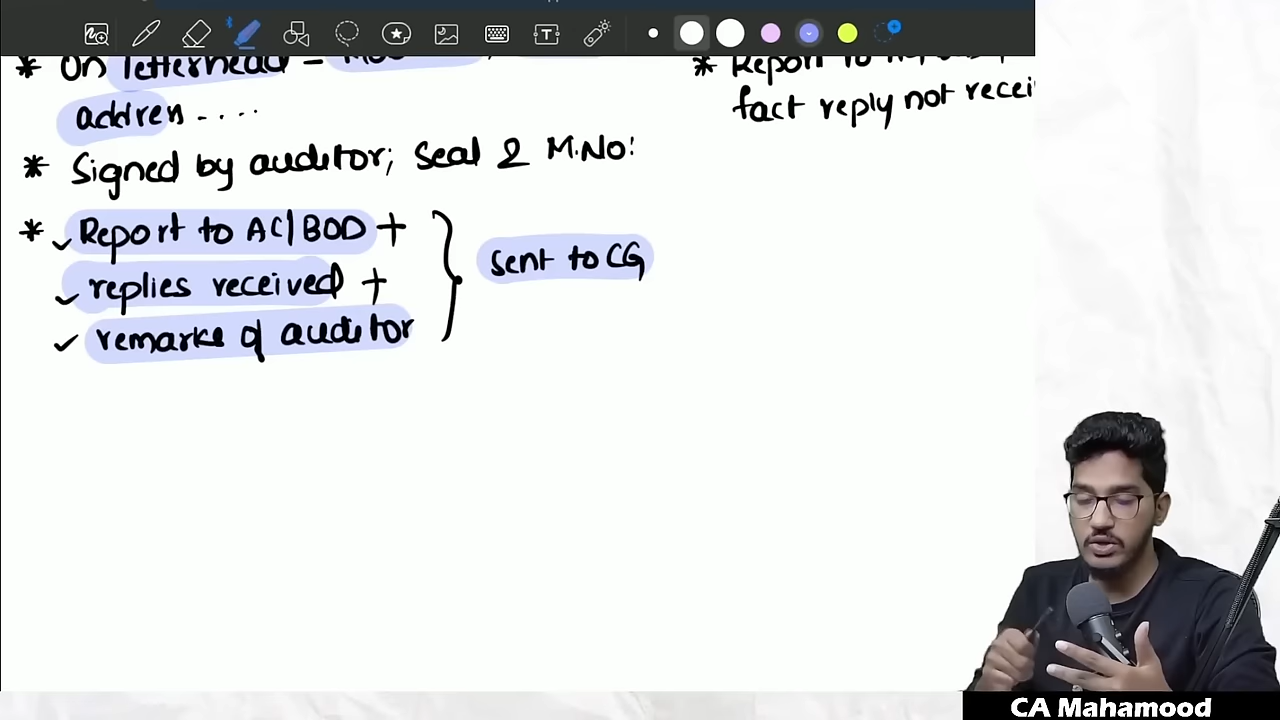 * On letterhead -
addren ....
* Signed by auditor; Seal & M.No:
* Report to AC/BOD +
replies received +
remarks of auditor
sent to CG
* Report to
fact reply not recei
CA Mahamood